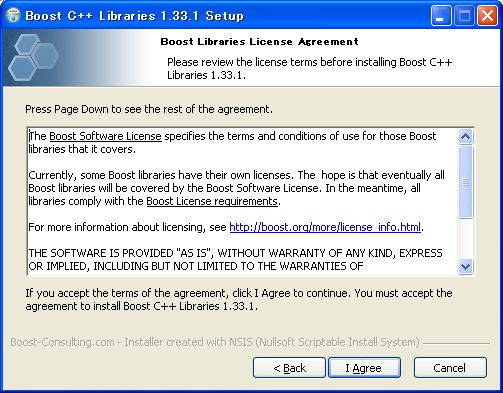 Boost C++ Libraries 1.33.1 Setup
Boost Libraries License Agreement
Please review the license terms before installing Boost C++
Libraries 1.33.1.
Press Page Down to see the rest of the agreement.
The Boost Software License specifies the terms and conditions of use for those Boost
libraries that it covers.
Currently, some Boost libraries have their own licenses. The  hope is that eventually all
Boost libraries will be covered by the Boost Software License. In the meantime, all
libraries comply with the Boost License requirements.
For more information about licensing, see http://boost.org/more/license_info.html.
THE SOFTWARE IS PROVIDED "AS IS", WITHOUT WARRANTY OF ANY KIND, EXPRESS
OR IMPLIED, INCLUDING BUT NOT LIMITED TO THE WARRANTIES OF
If you accept the terms of the agreement, click I Agree to continue. You must accept the
agreement to install Boost C++ Libraries 1.33.1.
Boost-Consulting.com - Installer created with NSIS (Nullsoft Scriptable Install System)
< Back
I Agree
Cancel